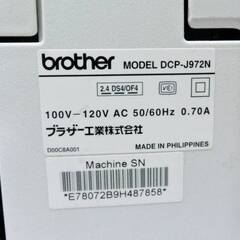 brother MODEL DCP-J972N
2.4 DS4/OF4
100V-120V AC 50/60Hz 0.70A
ブラザー工業株式会社
MADE IN PHILIPPINES
D00C8A001
Machine SN
"E78072B9H487858"